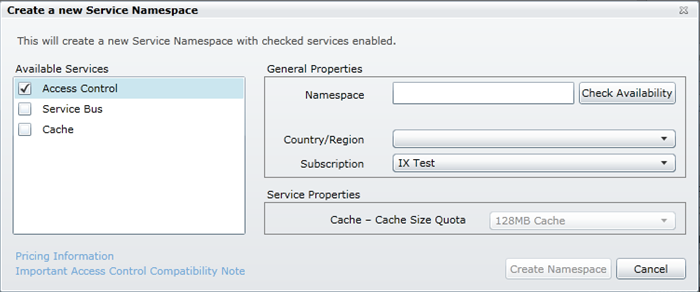 Create a new Service Namespace
This will create a new Service Namespace with checked services enabled.
Available Services
Access Control
Service Bus
Cache
General Properties
Namespace
Check Availability
Country/Region
Subscription
IX Test
Service Properties
Cache – Cache Size Quota
128MB Cache
Pricing Information
Important Access Control Compatibility Note
Create Namespace
Cancel